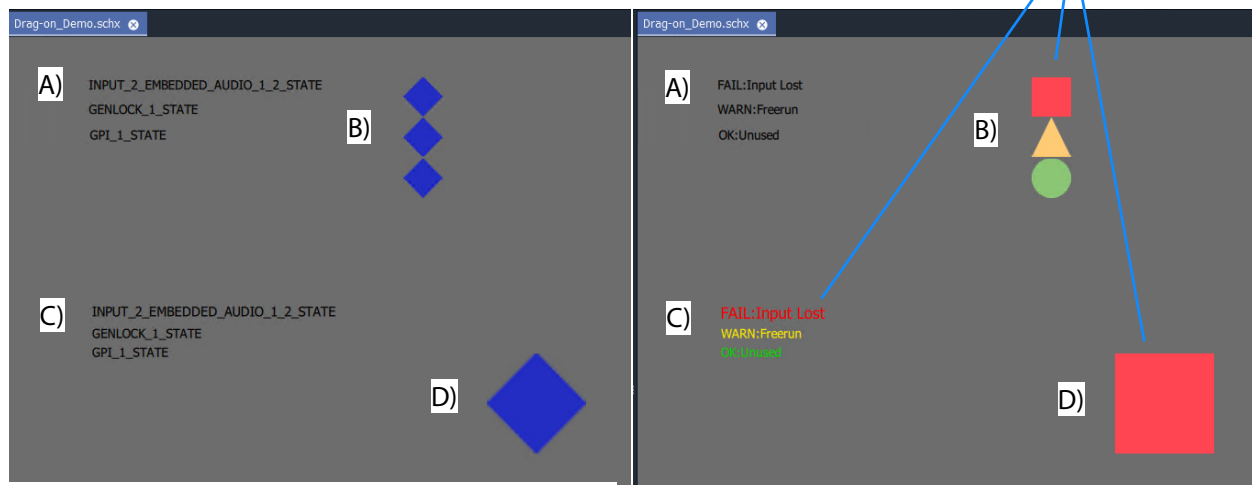 Drag-on_Demo.schx
A) INPUT_2_EMBEDDED_AUDIO_1_2_STATE
GENLOCK_1_STATE
B)
GPI_1_STATE
C) INPUT_2_EMBEDDED_AUDIO_1_2_STATE
GENLOCK_1_STATE
GPI_1_STATE
D)
Drag-on_Demo.schx
A) FAIL:Input Lost
WARN:Freerun
B)
OK:Unused
C) FAIL:Input Lost
WARN:Freerun
OK:Unused
D)